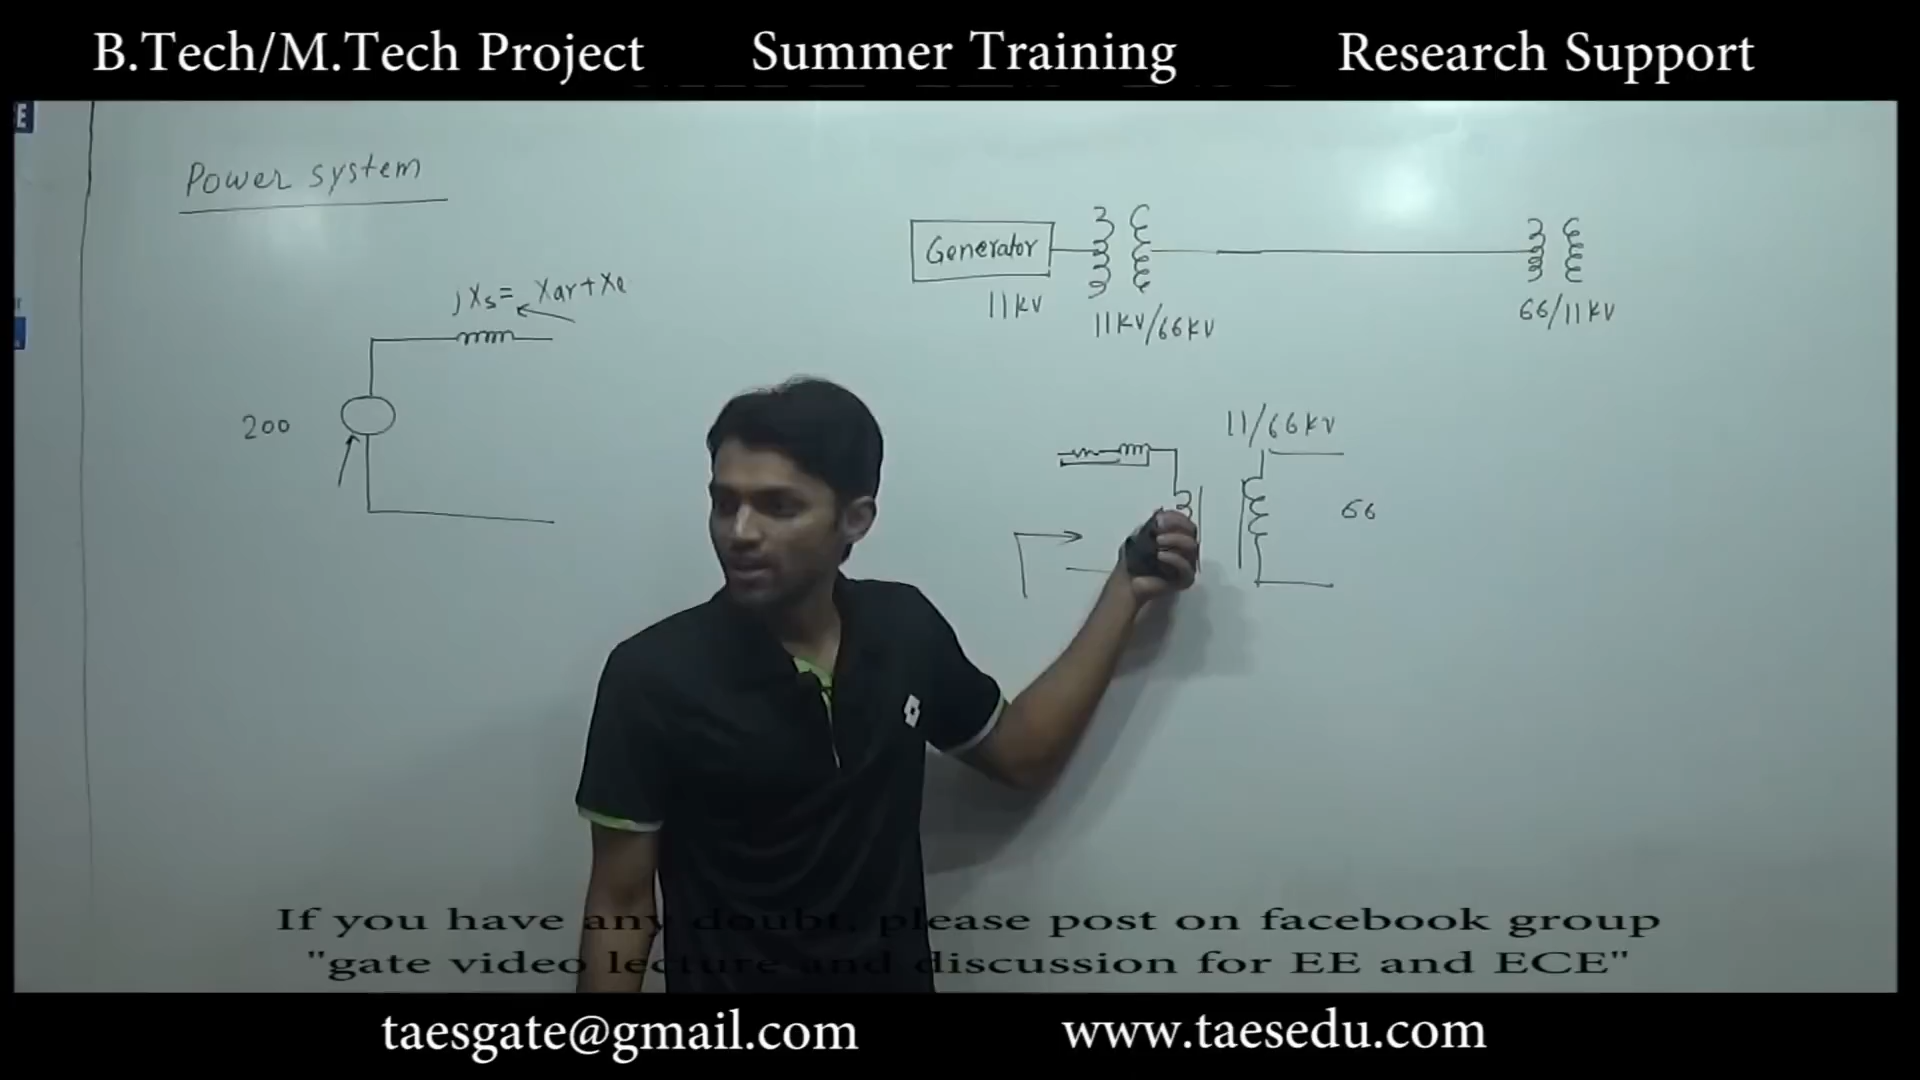 B.Tech/M.Tech Project Summer Training Research Support
E
Power system
jXs = Xar + Xe
200
Generator
11kV
11kV/66kV
66/11kV
11/66kV
66
If you have any doubt, please post on facebook group
"gate video lecture and discussion for EE and ECE"
taesgate@gmail.com www.taesedu.com